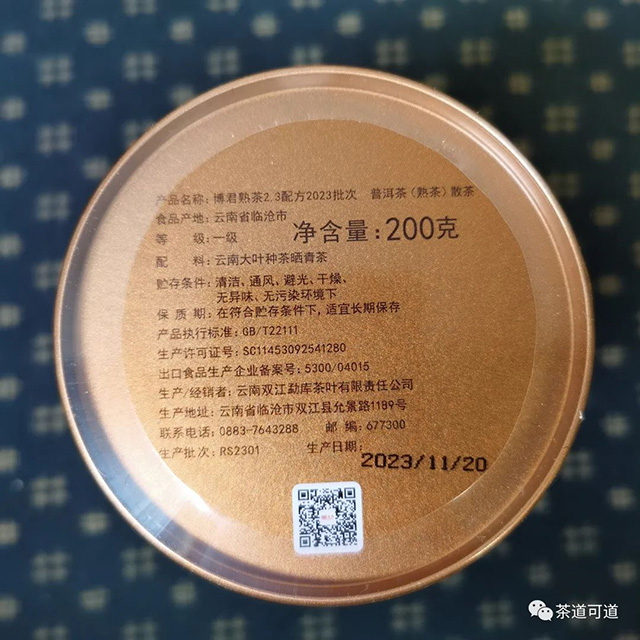 产品名称：博君熟茶2.3配方2023批次 普洱茶（熟茶）散茶
食品产地：云南省临沧市
等 级：一级 净含量：200克
配 料：云南大叶种茶晒青茶
贮存条件：清洁、通风、避光、干燥、
无异味、无污染环境下
保 质 期：在符合贮存条件下，适宜长期保存
产品执行标准：GB/T22111
生产许可证号：SC11453092541280
出口食品生产企业备案号：5300/04015
生产/经销者：云南双江勐库茶叶有限责任公司
生产地址：云南省临沧市双江县允景路1189号
联系电话：0883-7643288 邮 编：677300
生产批次：RS2301 生产日期：
2023/11/20
茶道可道